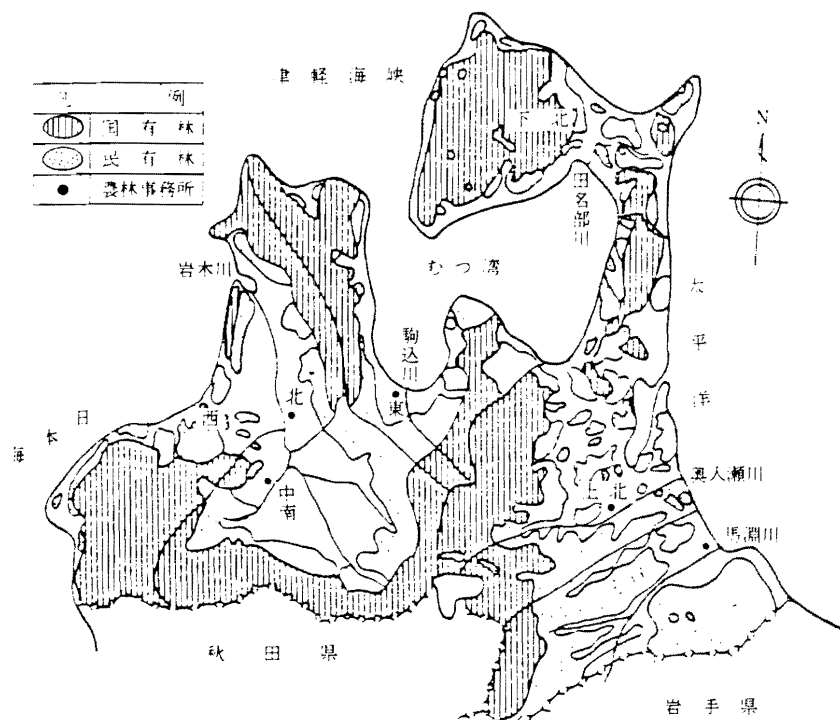 津軽海峡
凡例
国有林
民有林
農林事務所
N
下北
田名部川
むつ湾
岩木川
太平洋
駒込川
東
北
西
日本海
中南
上北
奥入瀬川
馬淵川
秋田県
岩手県